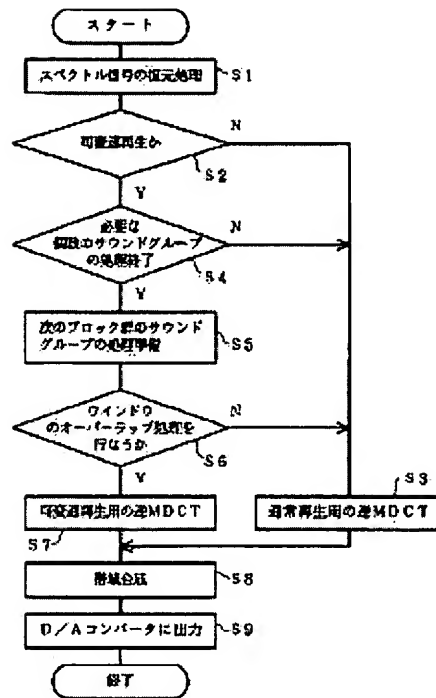 スタート
スペクトル信号の復元処理
S1
可変速再生か
N
S2
Y
必要な
個数のサウンドグループ
の処理終了
N
S4
Y
次のブロック群のサウンド
グループの処理準備
S5
ウインドウ
のオーバーラップ処理を
行なうか
N
S6
Y
可変速再生用の逆MDCT
S7
通常再生用の逆MDCT
S3
帯域合成
S8
D/Aコンバータに出力
S9
終了